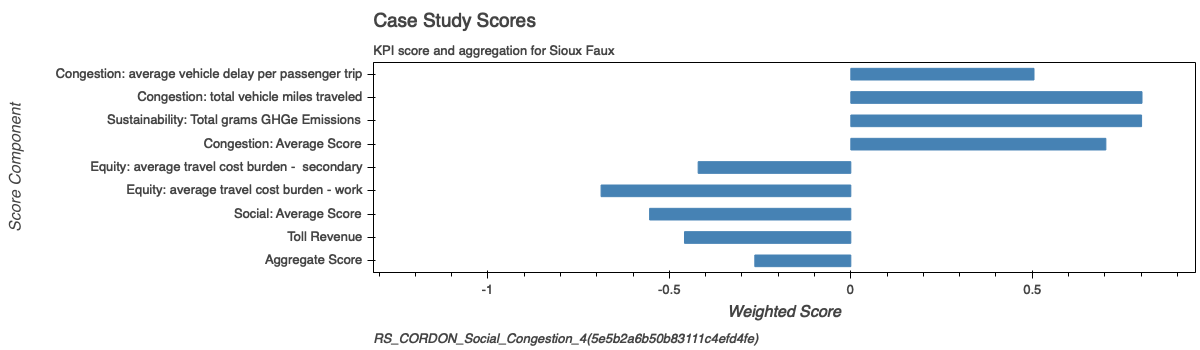 Case Study Scores
KPI score and aggregation for Sioux Faux
Score Component
Congestion: average vehicle delay per passenger trip
Congestion: total vehicle miles traveled
Sustainability: Total grams GHGe Emissions
Congestion: Average Score
Equity: average travel cost burden -  secondary
Equity: average travel cost burden - work
Social: Average Score
Toll Revenue
Aggregate Score
-1 -0.5 0 0.5
Weighted Score
RS_CORDON_Social_Congestion_4(5e5b2a6b50b83111c4efd4fe)